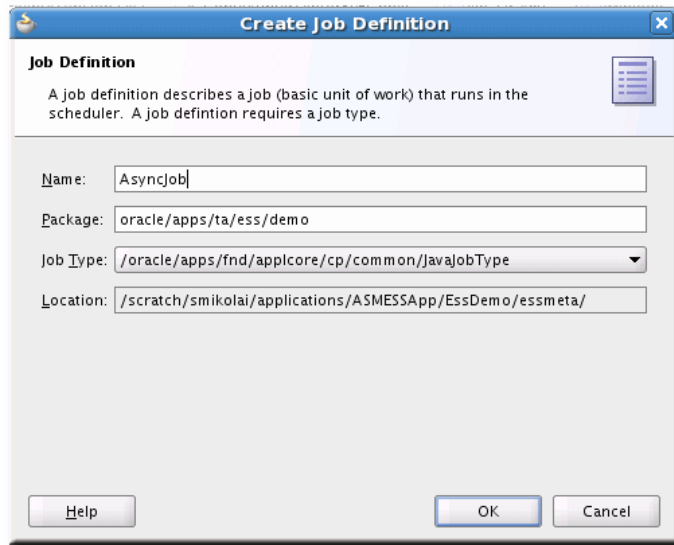 Create Job Definition
Job Definition
A job definition describes a job (basic unit of work) that runs in the
scheduler. A job defintion requires a job type.
Name: AsyncJob
Package: oracle/apps/ta/ess/demo
Job Type: /oracle/apps/fnd/applcore/cp/common/JavaJobType
Location: /scratch/smikolai/applications/ASMESSApp/EssDemo/essmeta/
Help OK Cancel